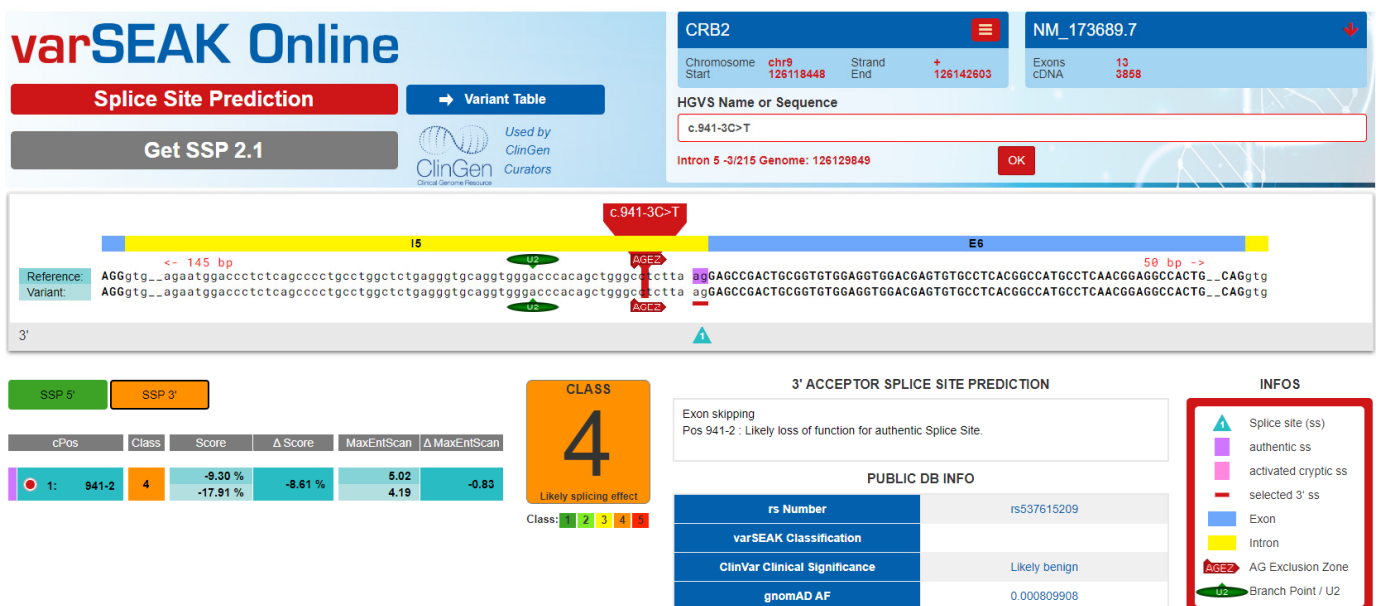 varSEAK Online
Splice Site Prediction
➡ Variant Table
Get SSP 2.1
ClinGen
Clinical Genome Resource
Used by
ClinGen
Curators
CRB2
Chromosome chr9 Strand +
Start 126118448 End 126142603
NM_173689.7
Exons 13
cDNA 3858
HGVS Name or Sequence
c.941-3C>T
Intron 5 -3/215 Genome: 126129849
OK
c.941-3C>T
I5 E6
<- 145 bp U2 AGEZ 50 bp ->
Reference: AGGgtg__agaatggaccctctcagcccctgcctggctctgagggtgcaggtgggacccacagctgggcctctta agGAGCCGACTGCGGTGTGGAGGTGGACGAGTGTGCCTCACGGCCATGCCTCAACGGAGGCCACTG__CAGgtg
Variant: AGGgtg__agaatggaccctctcagcccctgcctggctctgagggtgcaggtgggacccacagctgggcctctta agGAGCCGACTGCGGTGTGGAGGTGGACGAGTGTGCCTCACGGCCATGCCTCAACGGAGGCCACTG__CAGgtg
U2 AGEZ
3' 1
SSP 5' SSP 3'
cPos Class Score Δ Score MaxEntScan Δ MaxEntScan
1: 941-2 4 -9.30 % -8.61 % 5.02 -0.83
-17.91 % 4.19
CLASS
4
Likely splicing effect
Class: 1 2 3 4 5
3' ACCEPTOR SPLICE SITE PREDICTION
Exon skipping
Pos 941-2 : Likely loss of function for authentic Splice Site.
PUBLIC DB INFO
rs Number rs537615209
varSEAK Classification
ClinVar Clinical Significance Likely benign
gnomAD AF 0.000809908
INFOS
1 Splice site (ss)
authentic ss
activated cryptic ss
selected 3' ss
Exon
Intron
AGEZ AG Exclusion Zone
U2 Branch Point / U2